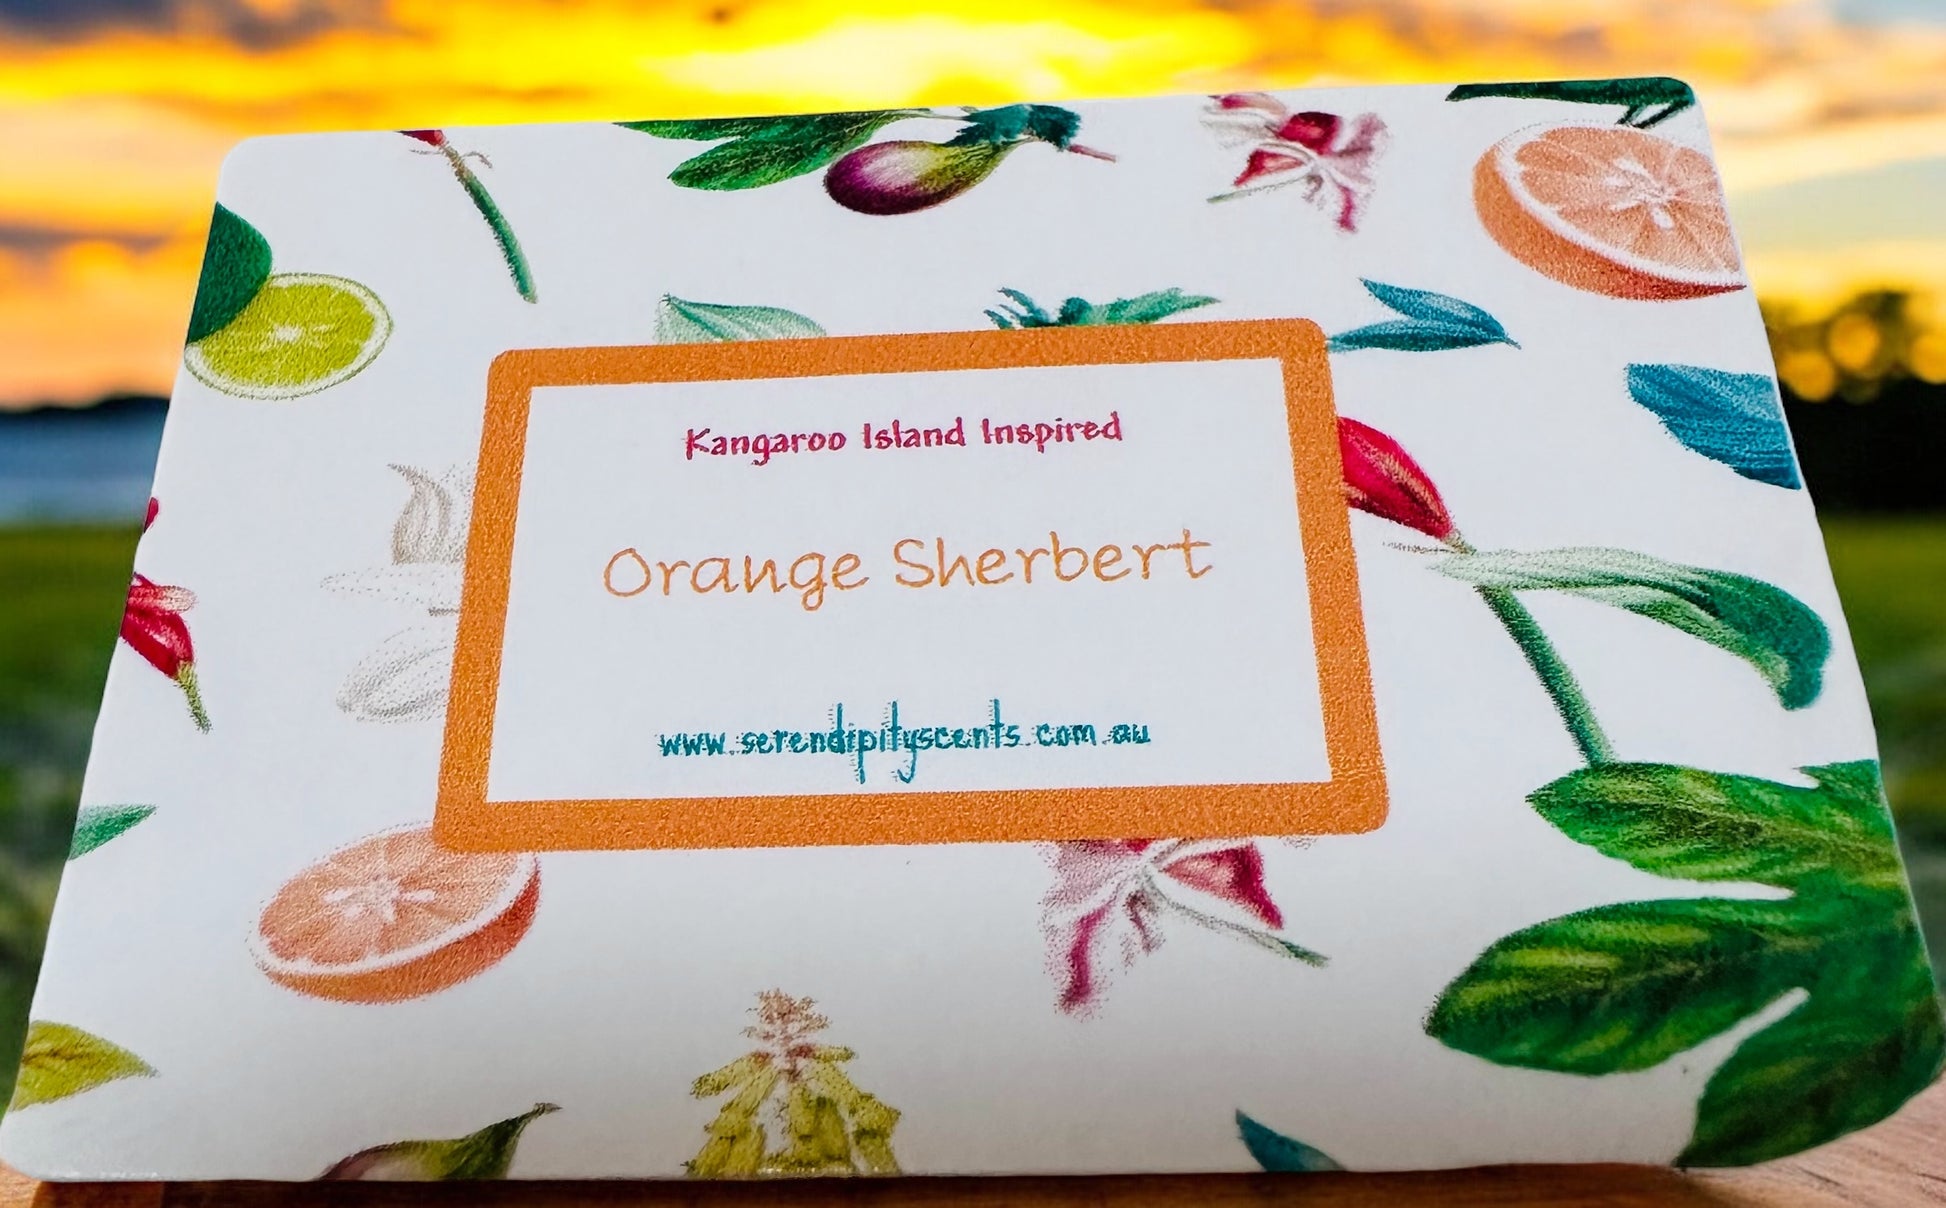 Kangaroo Island Inspired
Orange Sherbert
www.serendipityscents.com.au